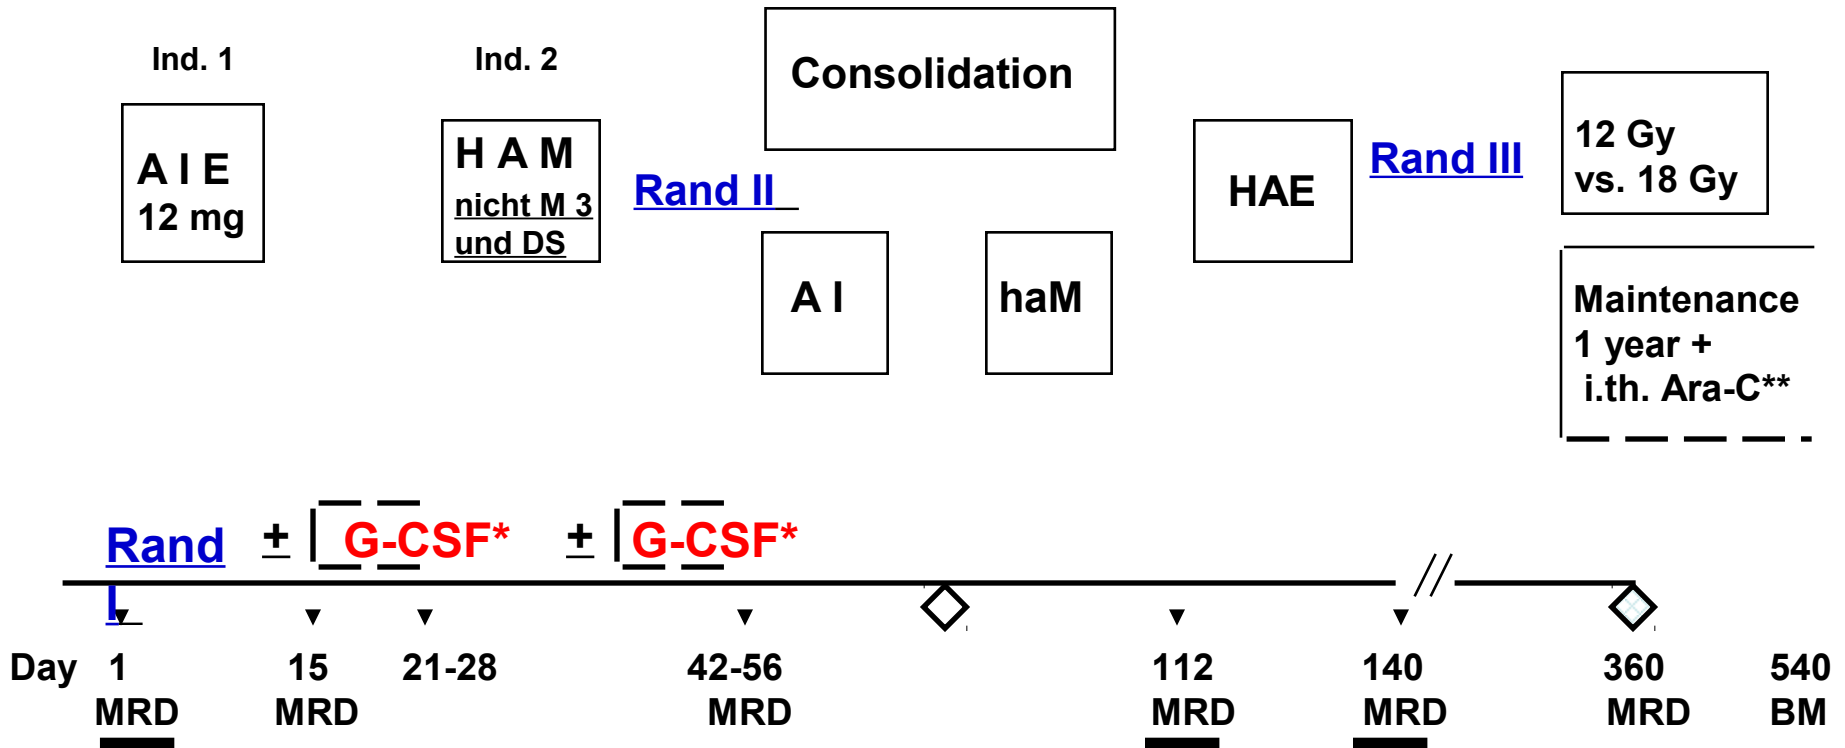 Ind. 1
Ind. 2
Consolidation
A I E
12 mg
H A M
nicht M 3
und DS
Rand II
A I
haM
HAE
Rand III
12 Gy
vs. 18 Gy
Maintenance
1 year +
i.th. Ara-C**
Rand
I
± G-CSF*
± G-CSF*
//
Day 1 15 21-28 42-56 112 140 360 540
MRD MRD MRD MRD MRD MRD BM